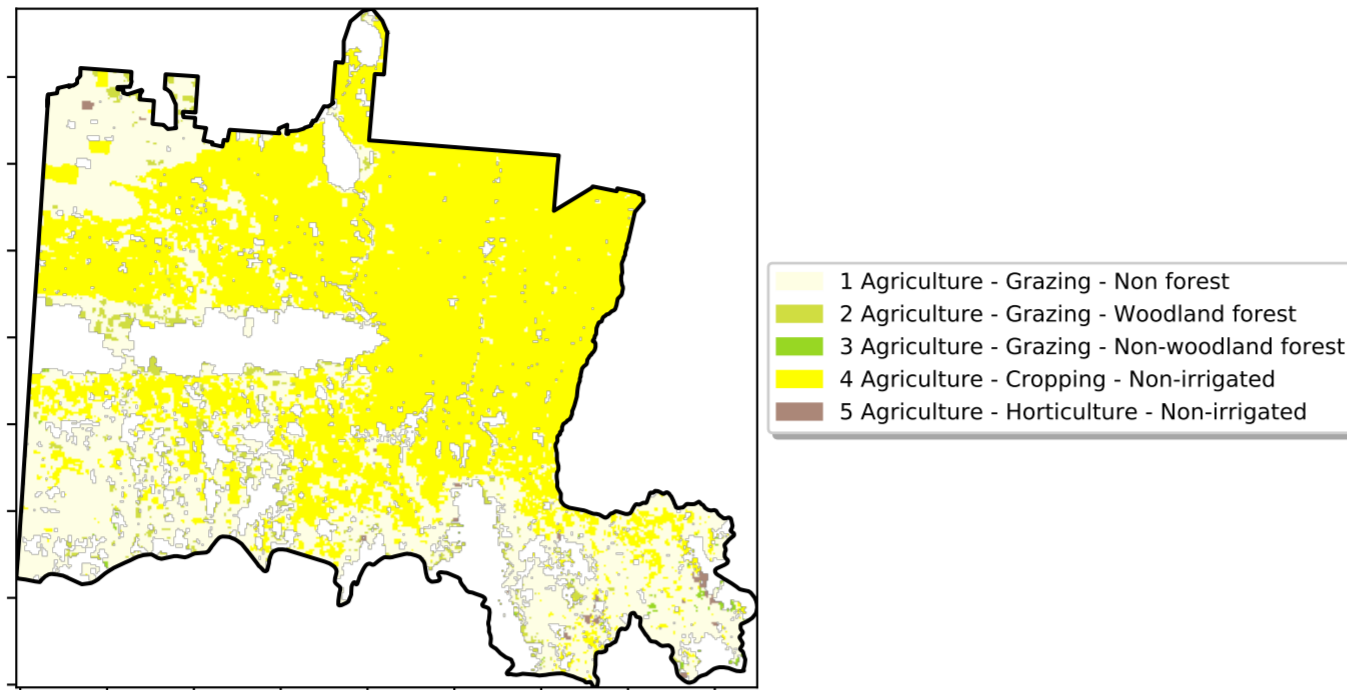 1 Agriculture - Grazing - Non forest
2 Agriculture - Grazing - Woodland forest
3 Agriculture - Grazing - Non-woodland forest
4 Agriculture - Cropping - Non-irrigated
5 Agriculture - Horticulture - Non-irrigated